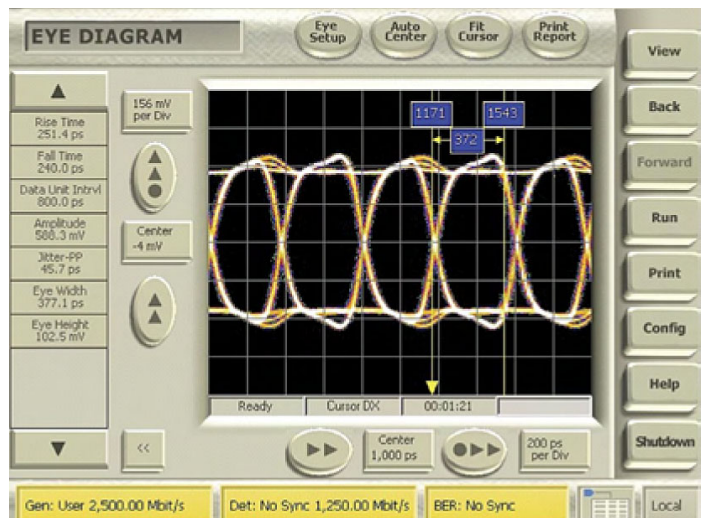 EYE DIAGRAM
Eye
Setup
Auto
Center
Fit
Cursor
Print
Report
View
Back
Forward
Run
Print
Config
Help
Shutdown
Rise Time
251.4 ps
Fall Time
240.0 ps
Data Unit Intrvl
800.0 ps
Amplitude
588.3 mV
Jitter-PP
45.7 ps
Eye Width
377.1 ps
Eye Height
102.5 mV
156 mV
per Div
Center
-4 mV
<<
1171
1543
372
Ready
Cursor DX
00:01:21
Center
1,000 ps
200 ps
per Div
Gen: User 2,500.00 Mbit/s
Det: No Sync 1,250.00 Mbit/s
BER: No Sync
Local